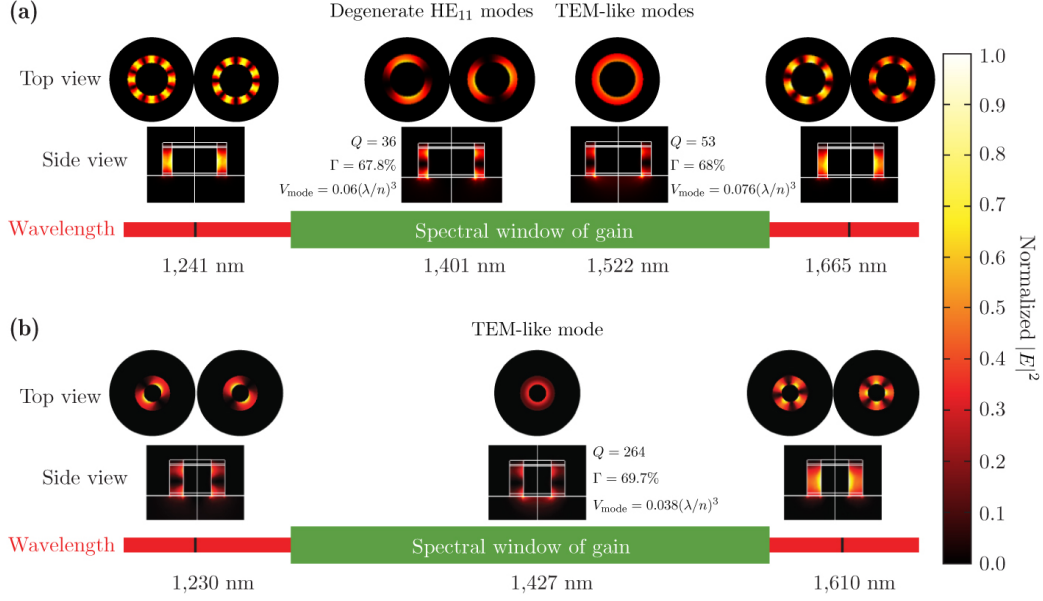 (a)
Degenerate HE₁₁ modes TEM-like modes
Top view
Side view
Q = 36
Γ = 67.8%
V_mode = 0.06(λ/n)³
Q = 53
Γ = 68%
V_mode = 0.076(λ/n)³
Wavelength
Spectral window of gain
1,241 nm 1,401 nm 1,522 nm 1,665 nm
(b)
TEM-like mode
Top view
Side view
Q = 264
Γ = 69.7%
V_mode = 0.038(λ/n)³
Wavelength
Spectral window of gain
1,230 nm 1,427 nm 1,610 nm
1.0
0.9
0.8
0.7
0.6
0.5
0.4
0.3
0.2
0.1
0.0
Normalized |E|²